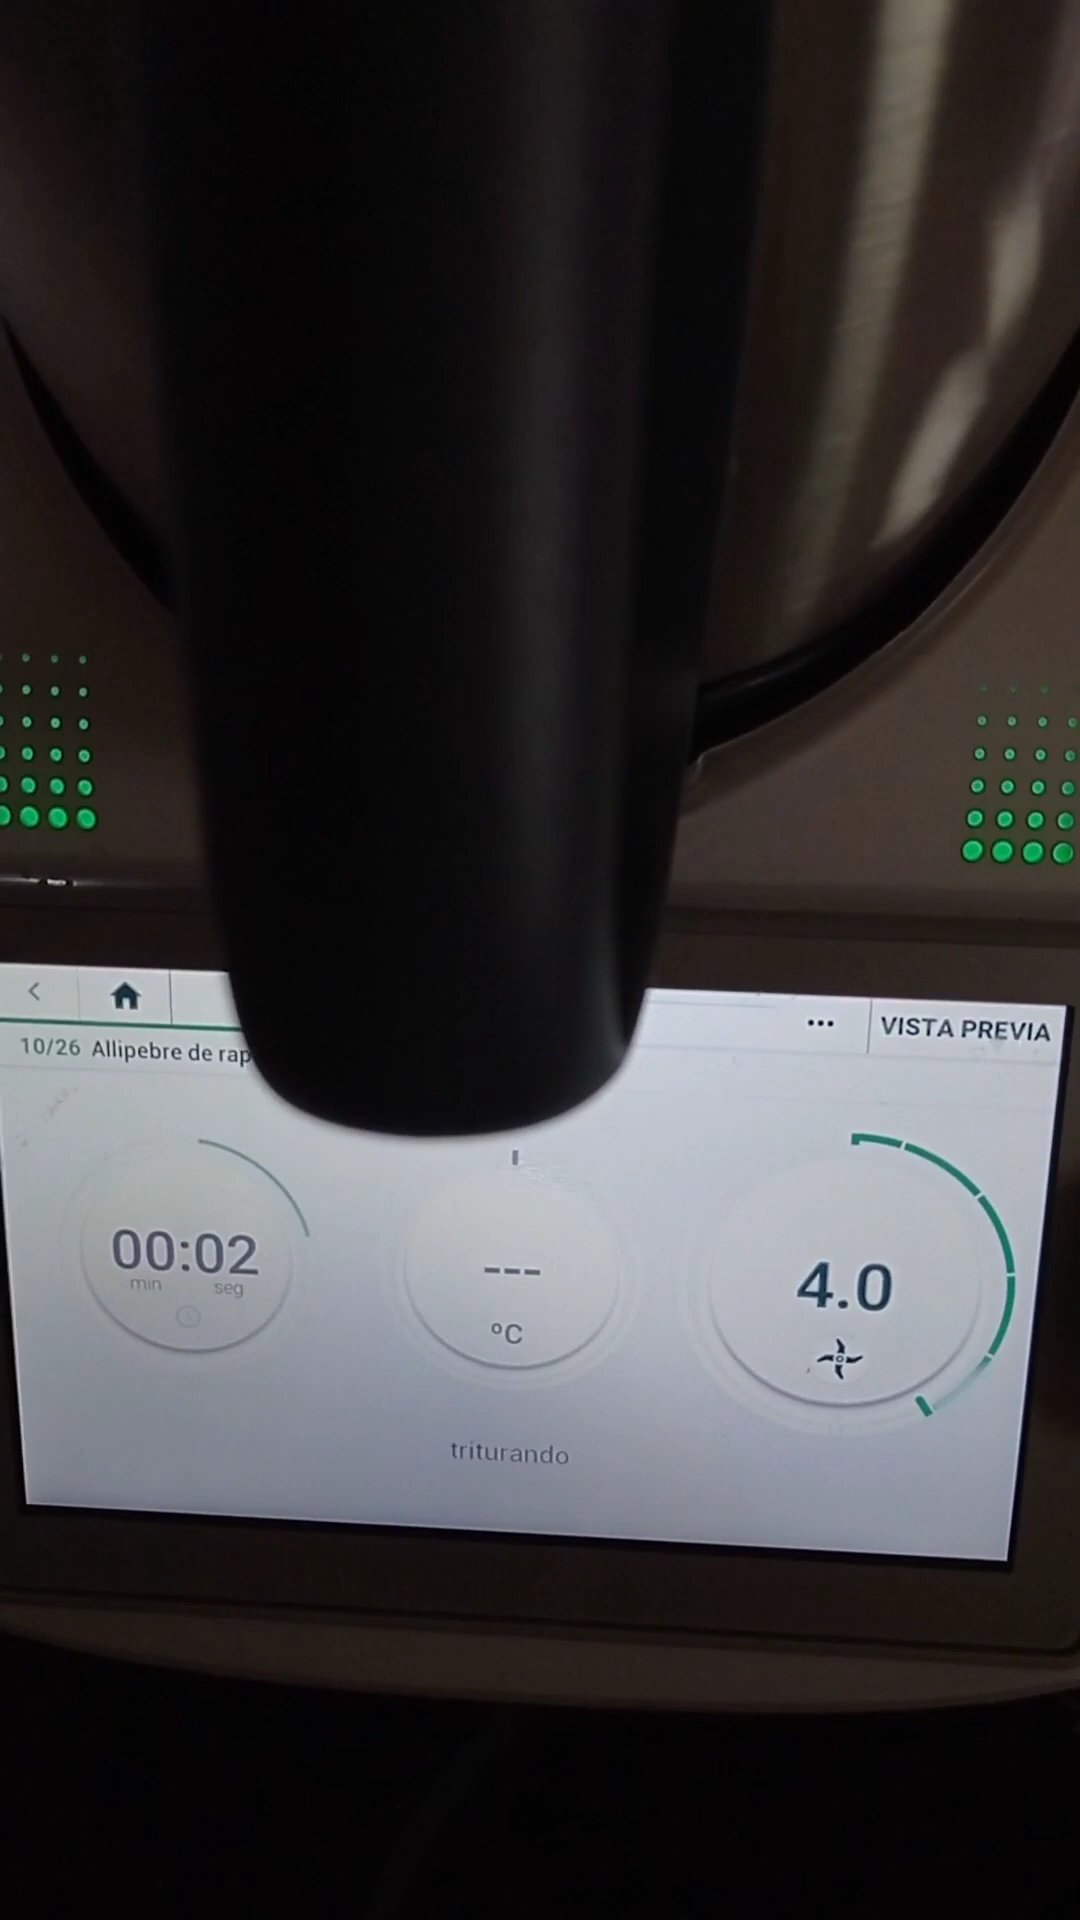 VISTA PREVIA
10/26 Allipebre de rap
00:02
min seg
---
ºC
4.0
triturando